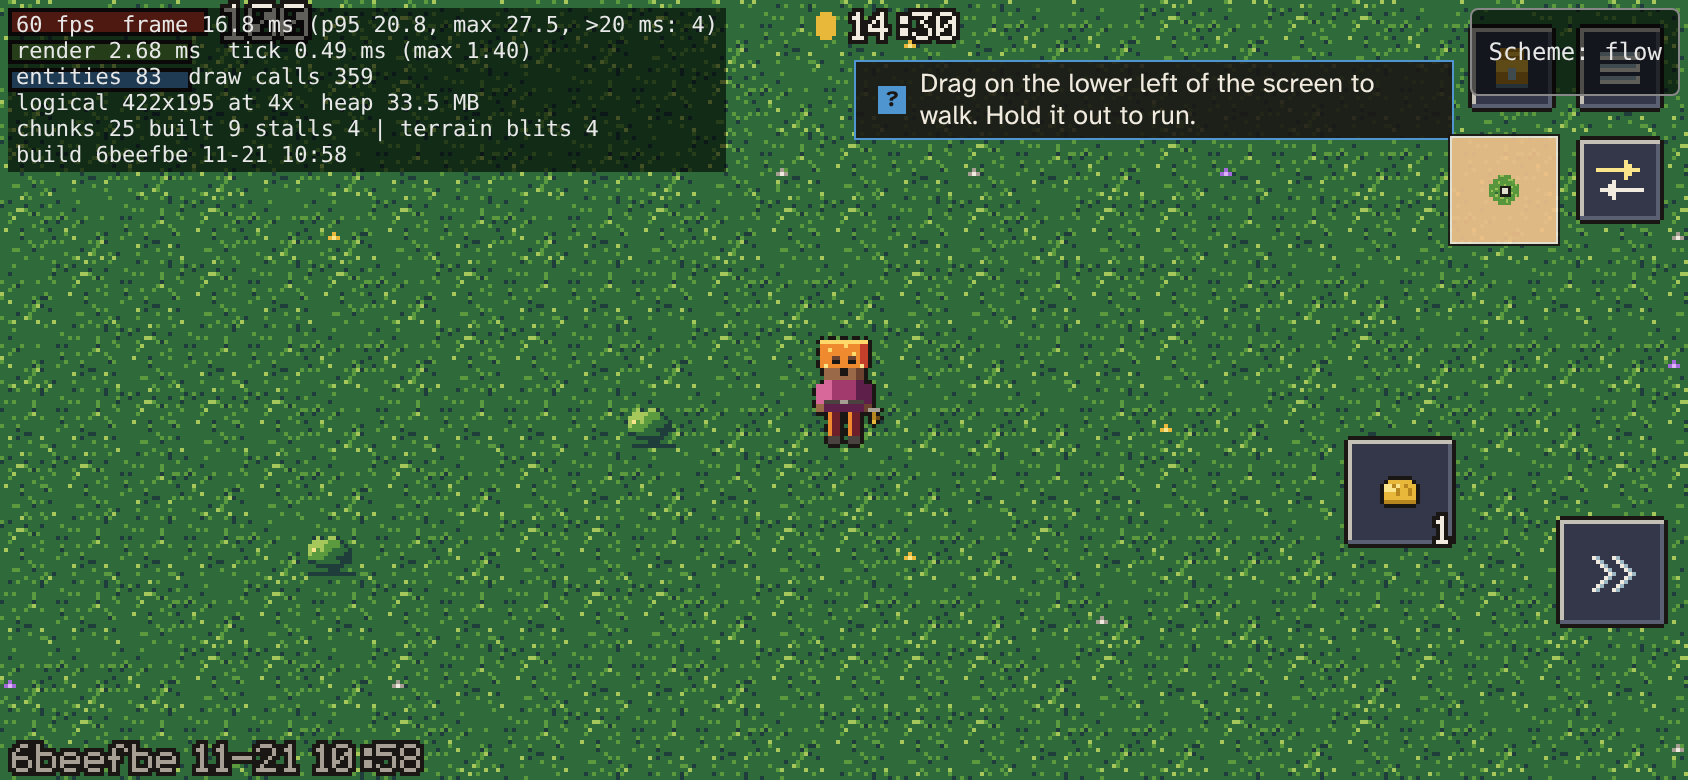 60 fps  frame 16.8 ms (p95 20.8, max 27.5, >20 ms: 4)
render 2.68 ms  tick 0.49 ms (max 1.40)
entities 83  draw calls 359
logical 422x195 at 4x  heap 33.5 MB
chunks 25 built 9 stalls 4 | terrain blits 4
build 6beefbe 11-21 10:58
14:30
Scheme: flow
?
Drag on the lower left of the screen to
walk. Hold it out to run.
1
6beefbe 11-21 10:58